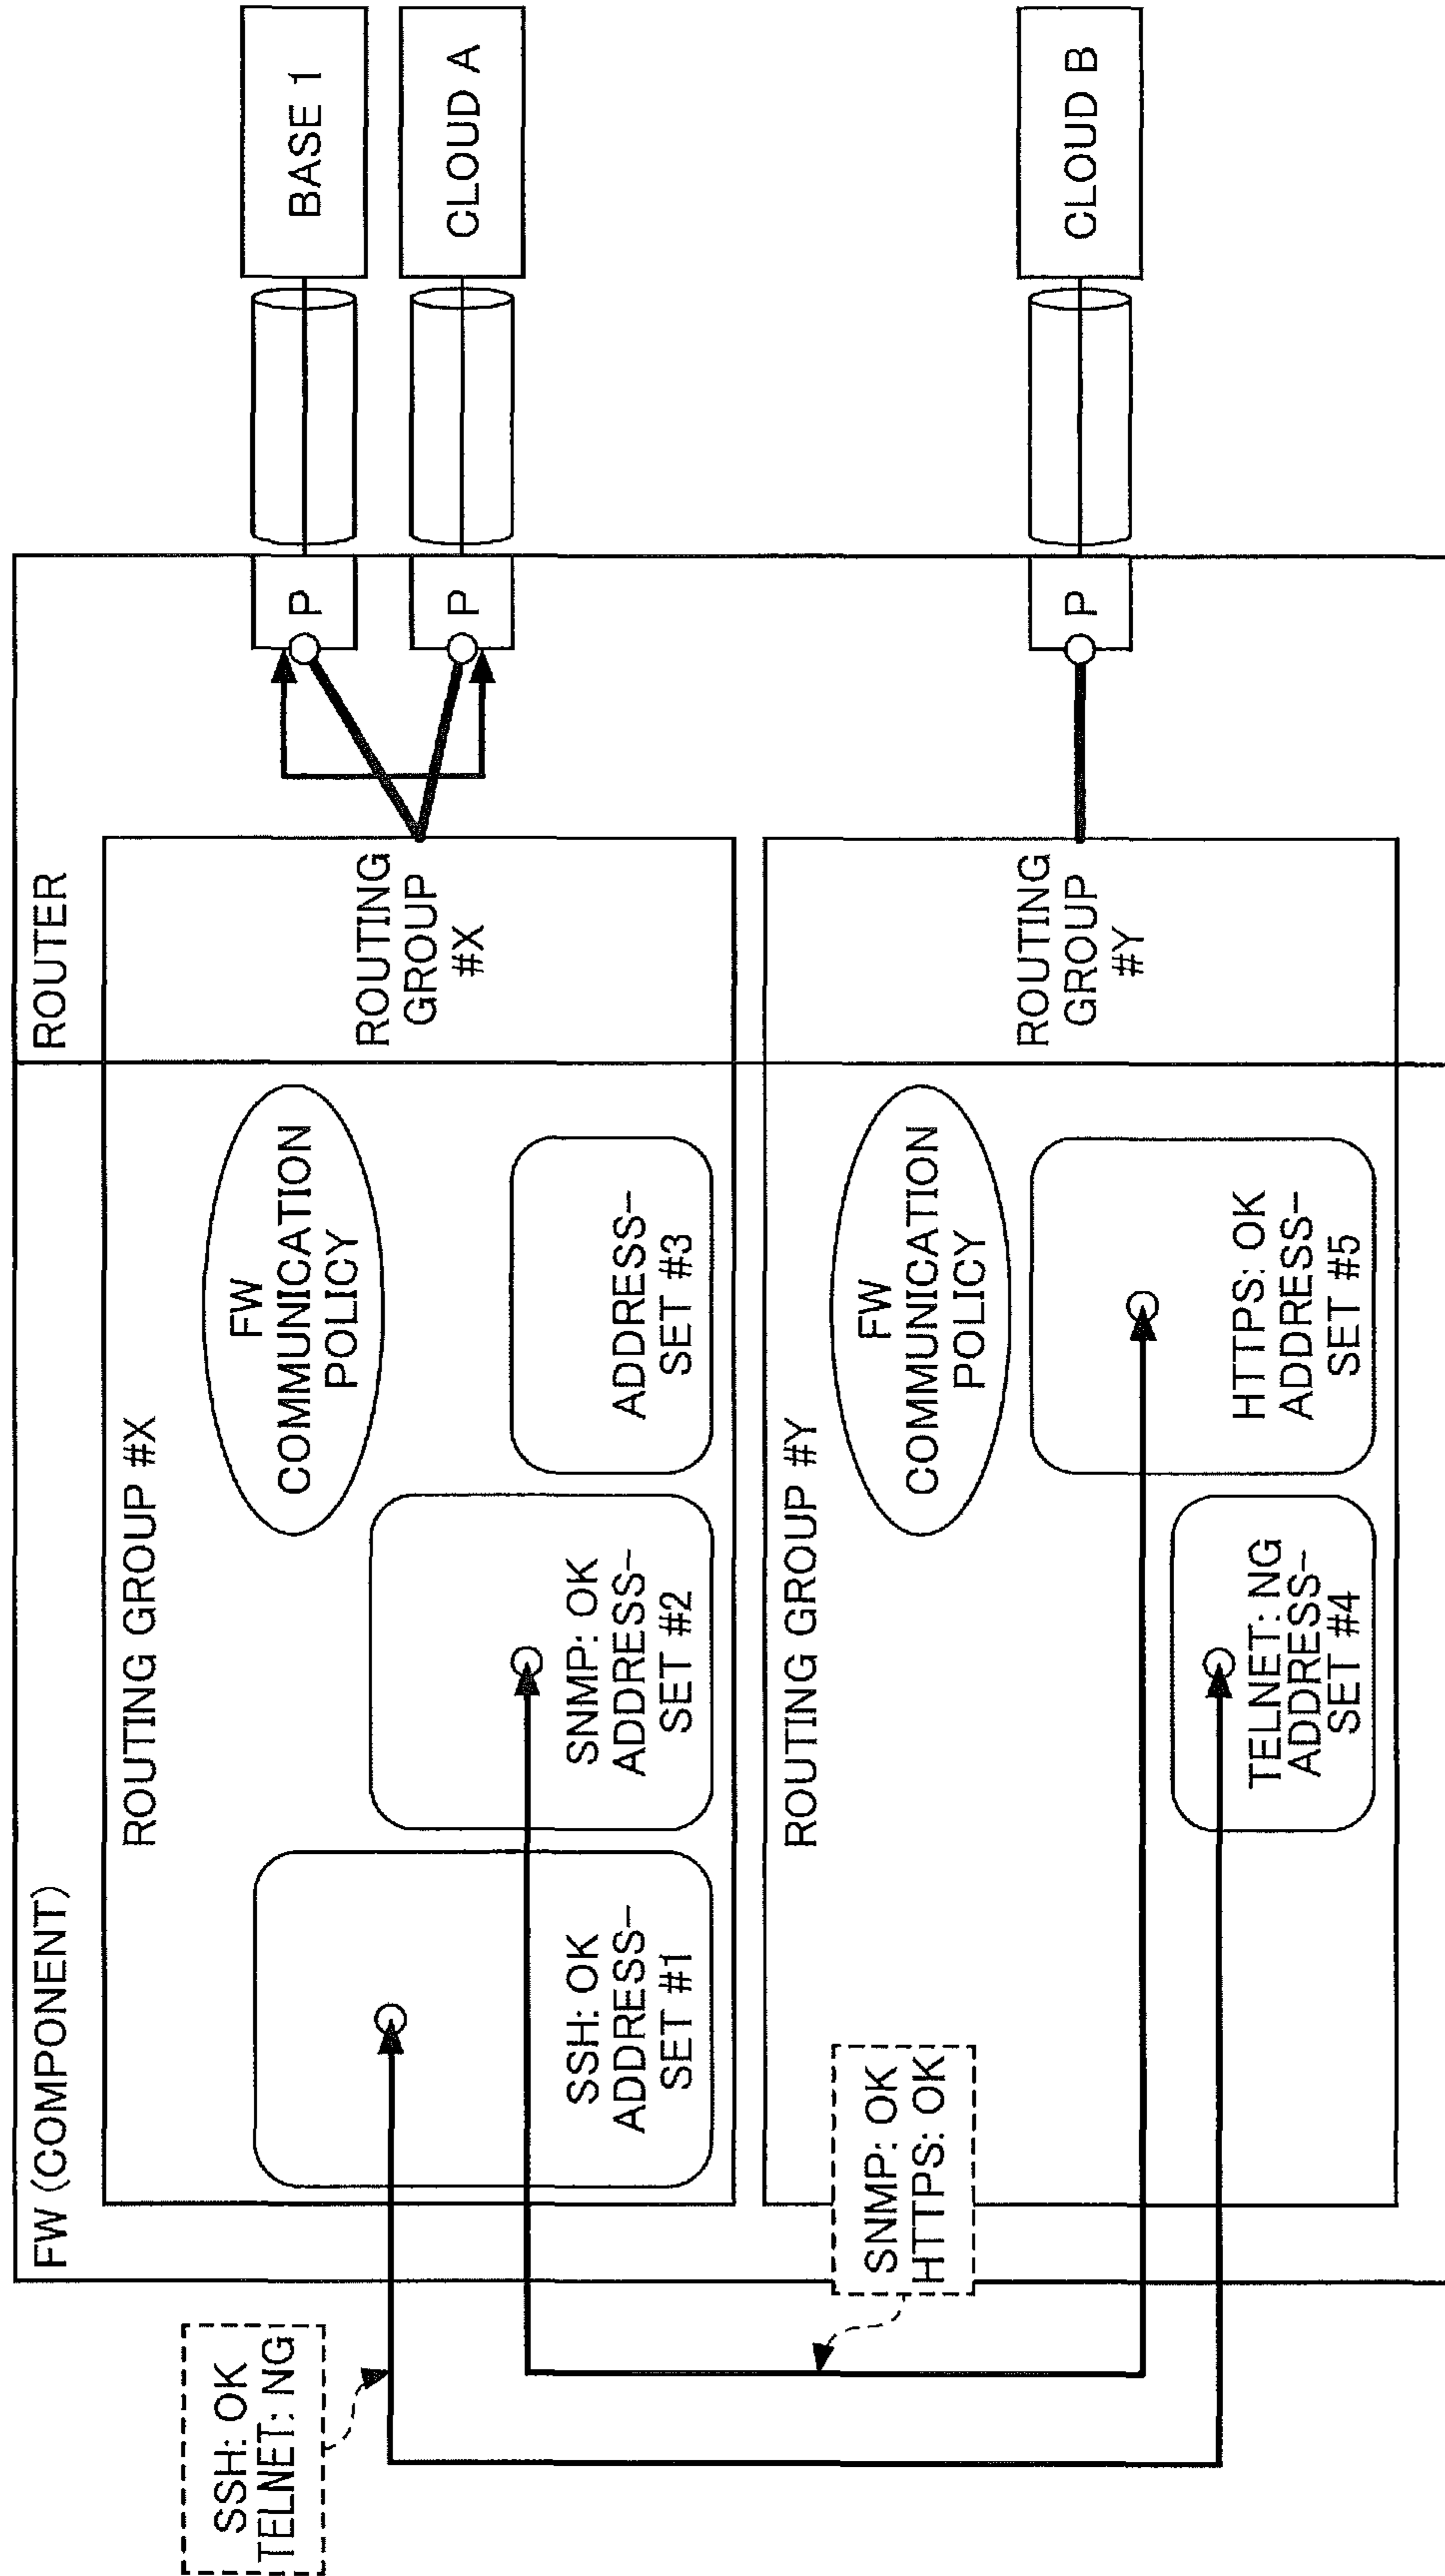 FW (COMPONENT)
ROUTER
ROUTING GROUP #X
FW
COMMUNICATION
POLICY
SSH: OK
ADDRESS-
SET #1
SNMP: OK
ADDRESS-
SET #2
ADDRESS-
SET #3
ROUTING
GROUP
#X
P
BASE 1
P
CLOUD A
SSH: OK
TELNET: NG
SNMP: OK
HTTPS: OK
ROUTING GROUP #Y
FW
COMMUNICATION
POLICY
TELNET: NG
ADDRESS-
SET #4
HTTPS: OK
ADDRESS-
SET #5
ROUTING
GROUP
#Y
P
CLOUD B